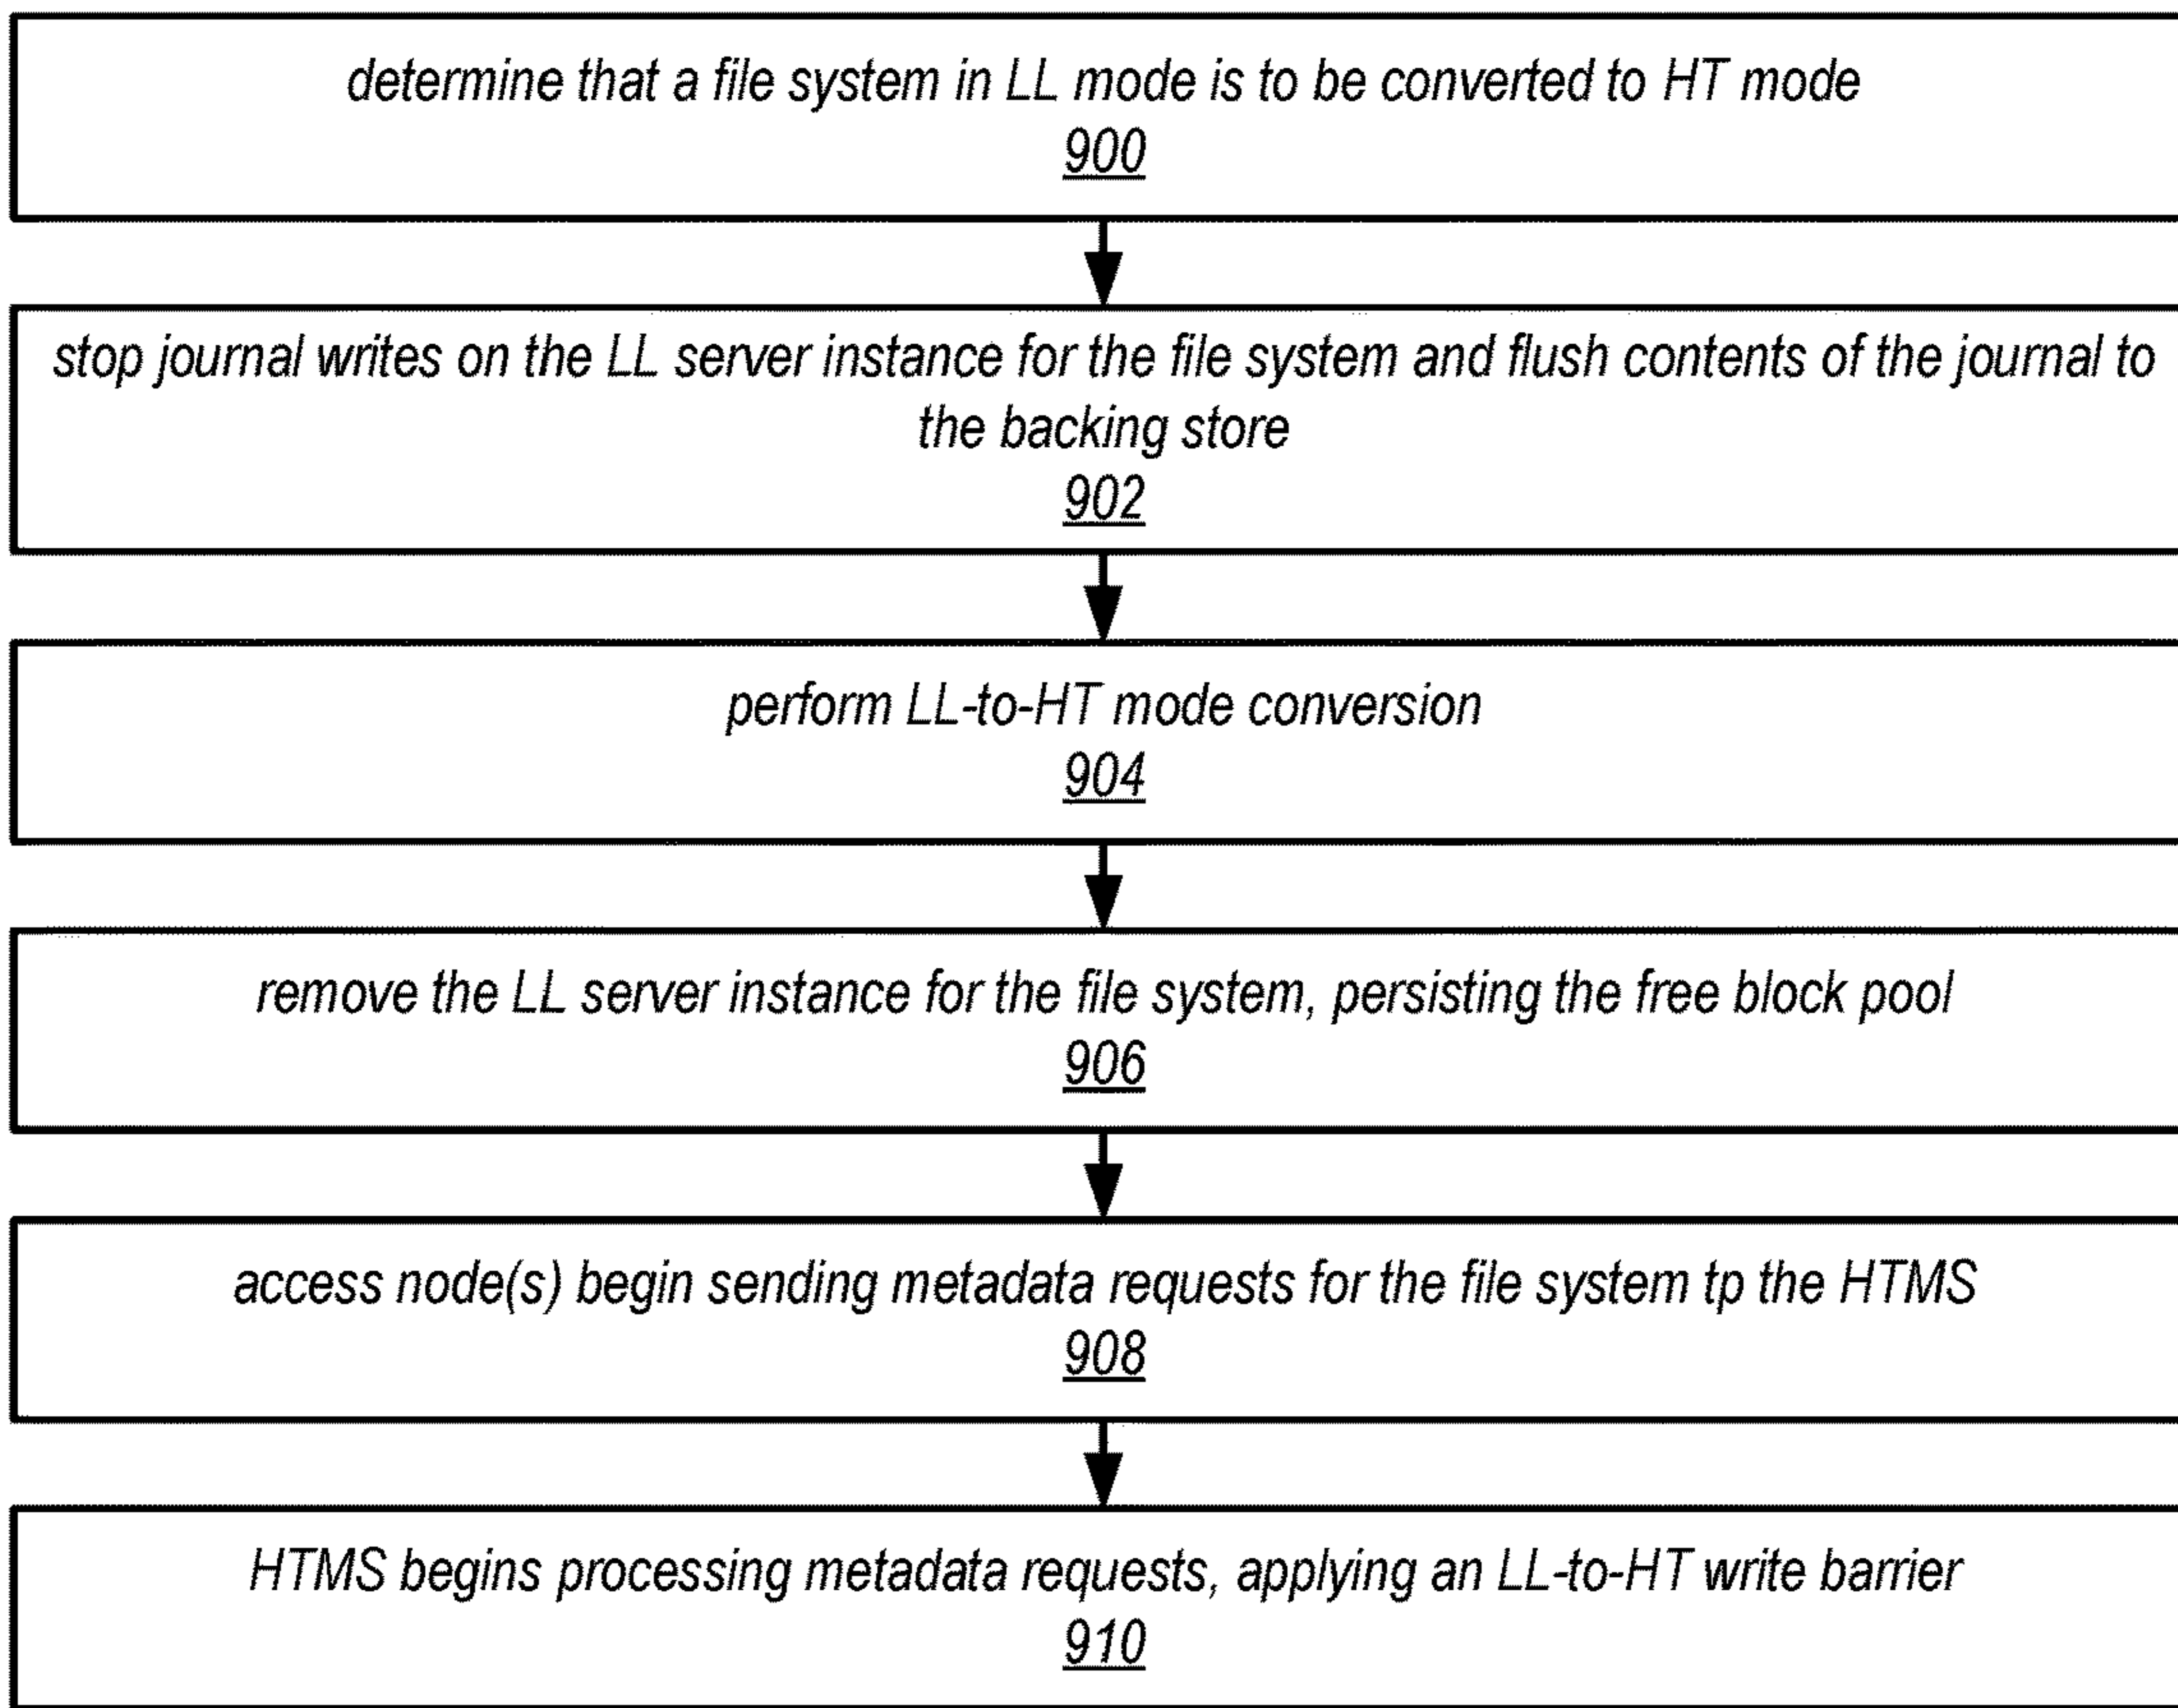 determine that a file system in LL mode is to be converted to HT mode
900
stop journal writes on the LL server instance for the file system and flush contents of the journal to
the backing store
902
perform LL-to-HT mode conversion
904
remove the LL server instance for the file system, persisting the free block pool
906
access node(s) begin sending metadata requests for the file system tp the HTMS
908
HTMS begins processing metadata requests, applying an LL-to-HT write barrier
910